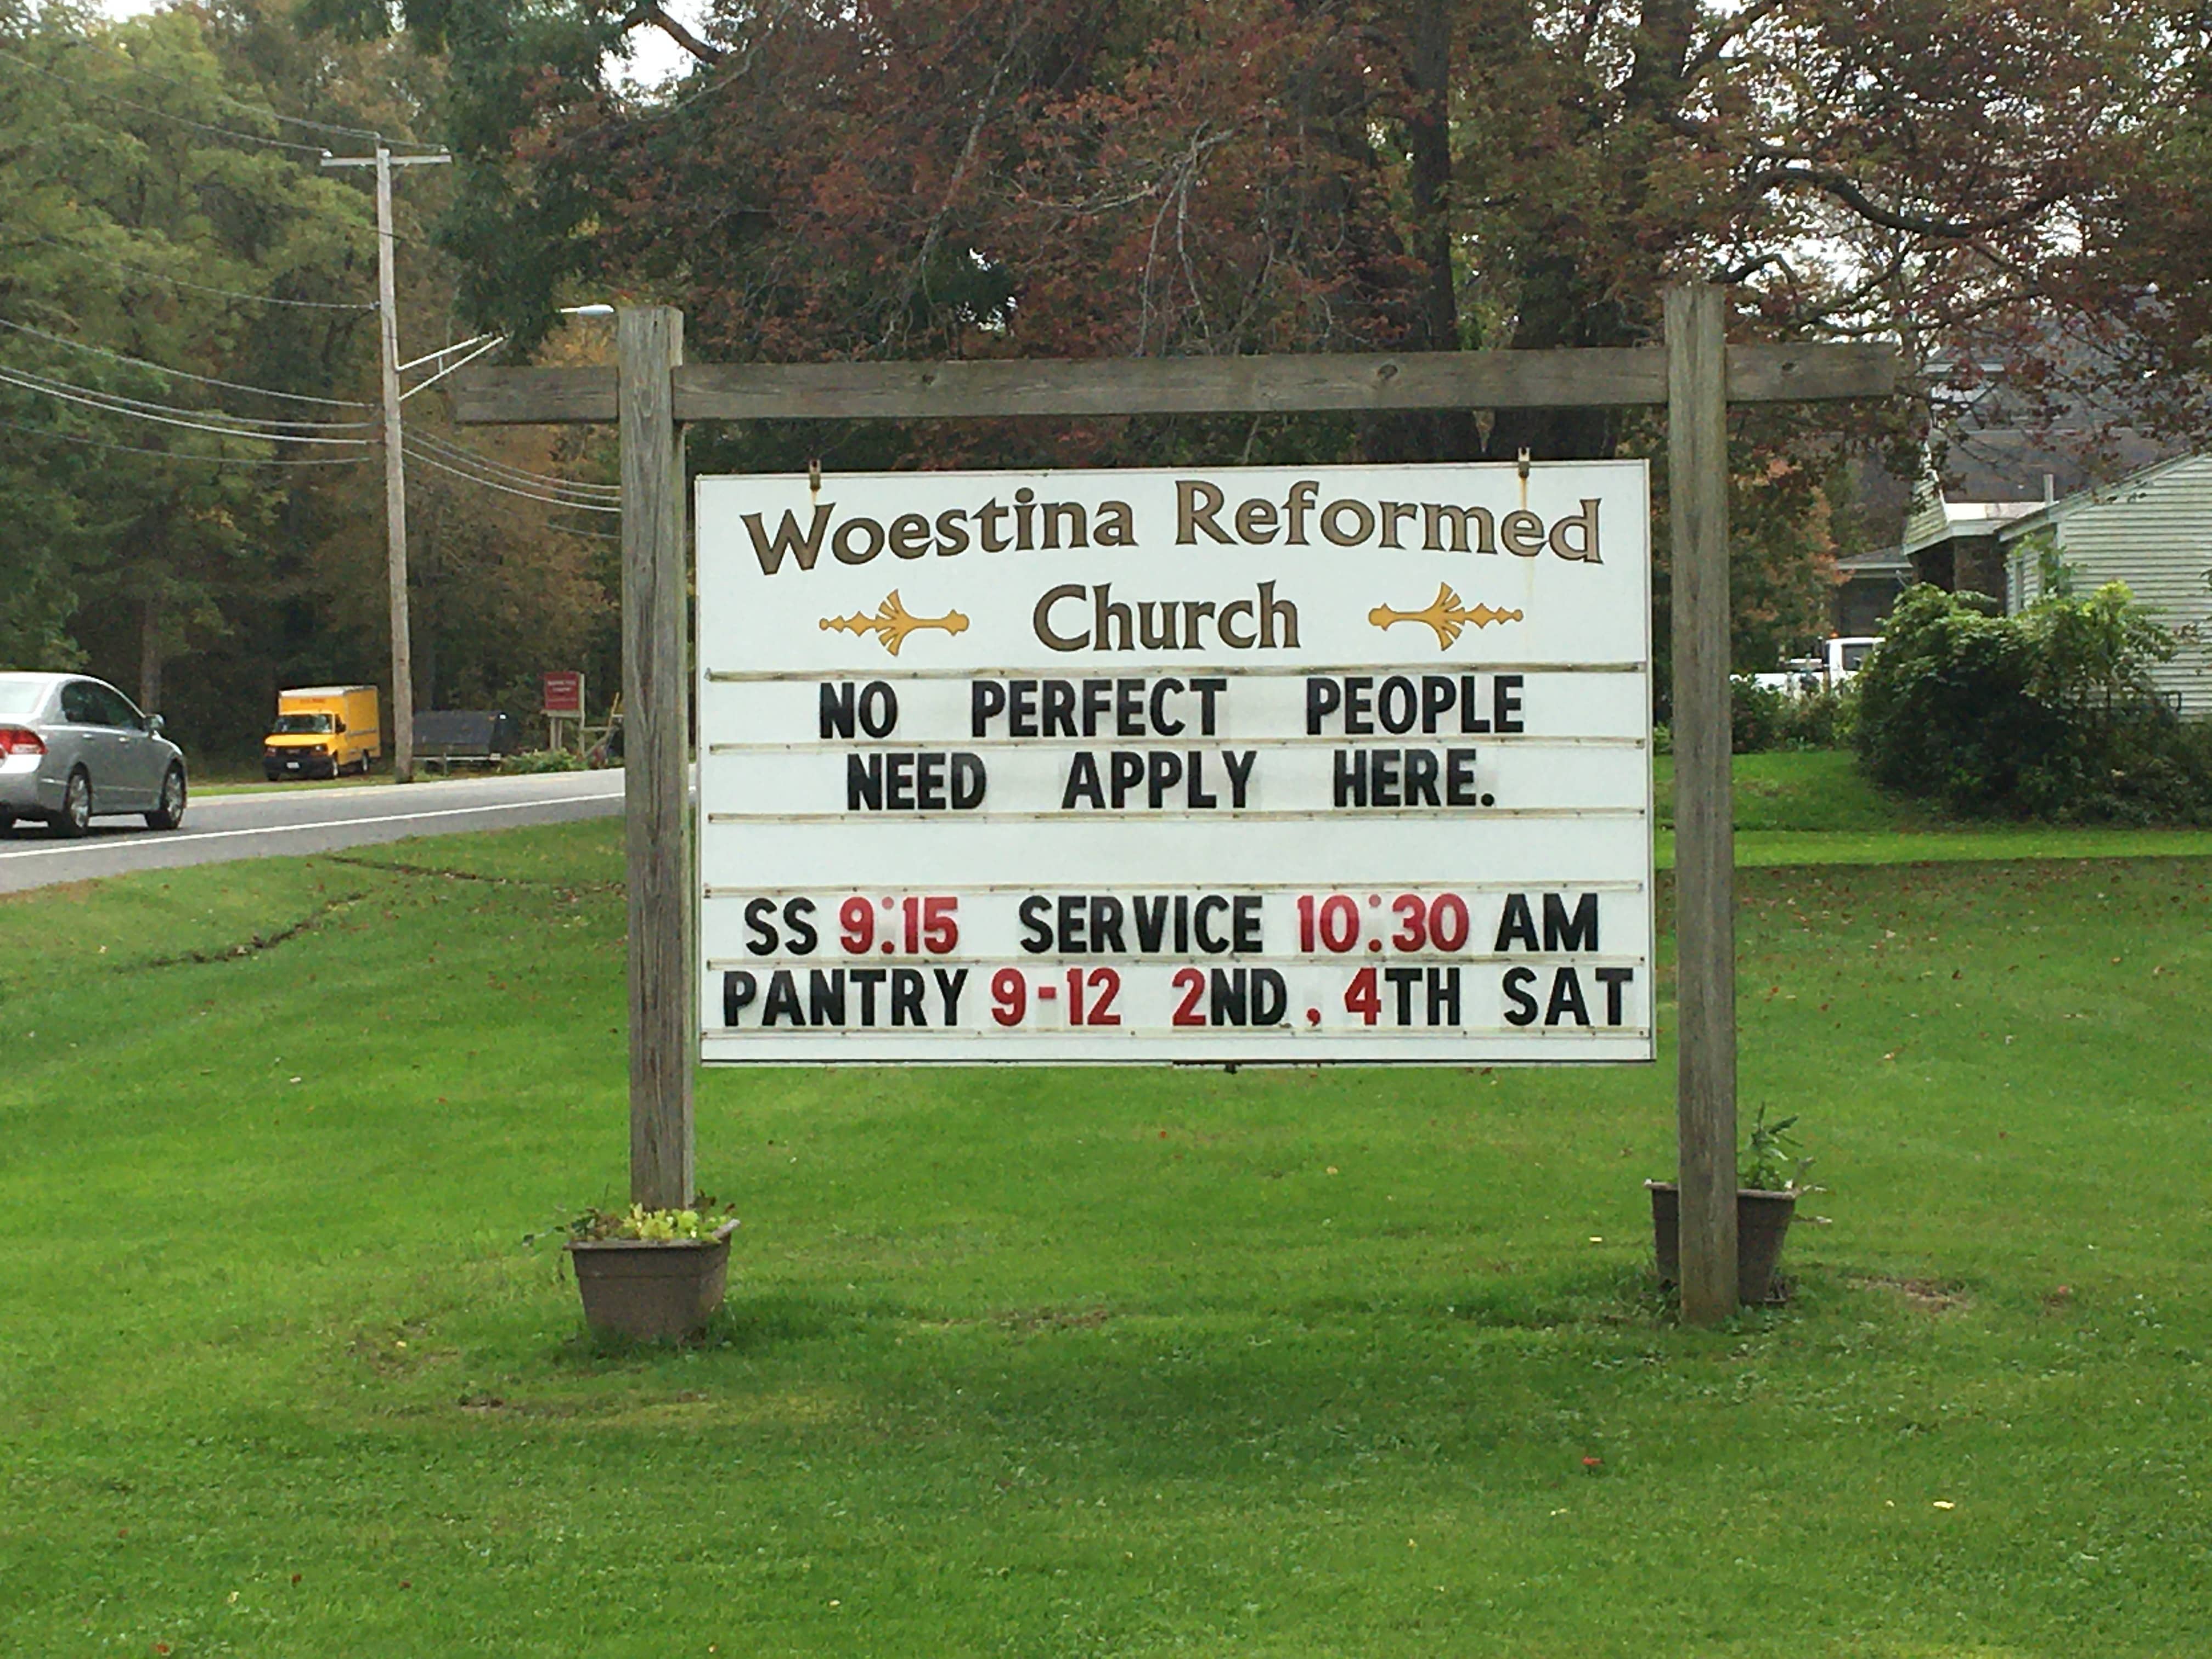 Woestina Reformed
Church
NO PERFECT PEOPLE
NEED APPLY HERE.
SS 9:15 SERVICE 10:30 AM
PANTRY 9-12 2ND, 4TH SAT